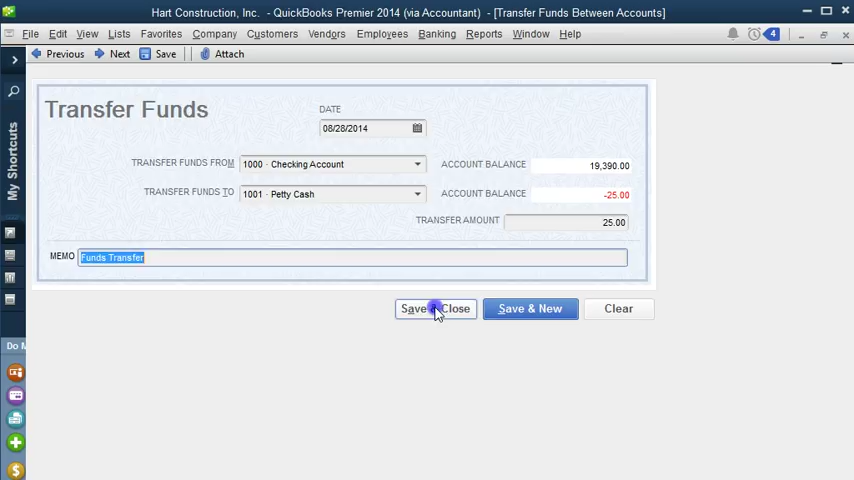 Hart Construction, Inc. - QuickBooks Premier 2014 (via Accountant) - [Transfer Funds Between Accounts]
File Edit View Lists Favorites Company Customers Vendors Employees Banking Reports Window Help 4
Previous Next Save Attach
My Shortcuts
Do M
Transfer Funds
DATE
08/28/2014
TRANSFER FUNDS FROM 1000 · Checking Account ACCOUNT BALANCE 19,390.00
TRANSFER FUNDS TO 1001 · Petty Cash ACCOUNT BALANCE -25.00
TRANSFER AMOUNT 25.00
MEMO Funds Transfer
Save & Close Save & New Clear